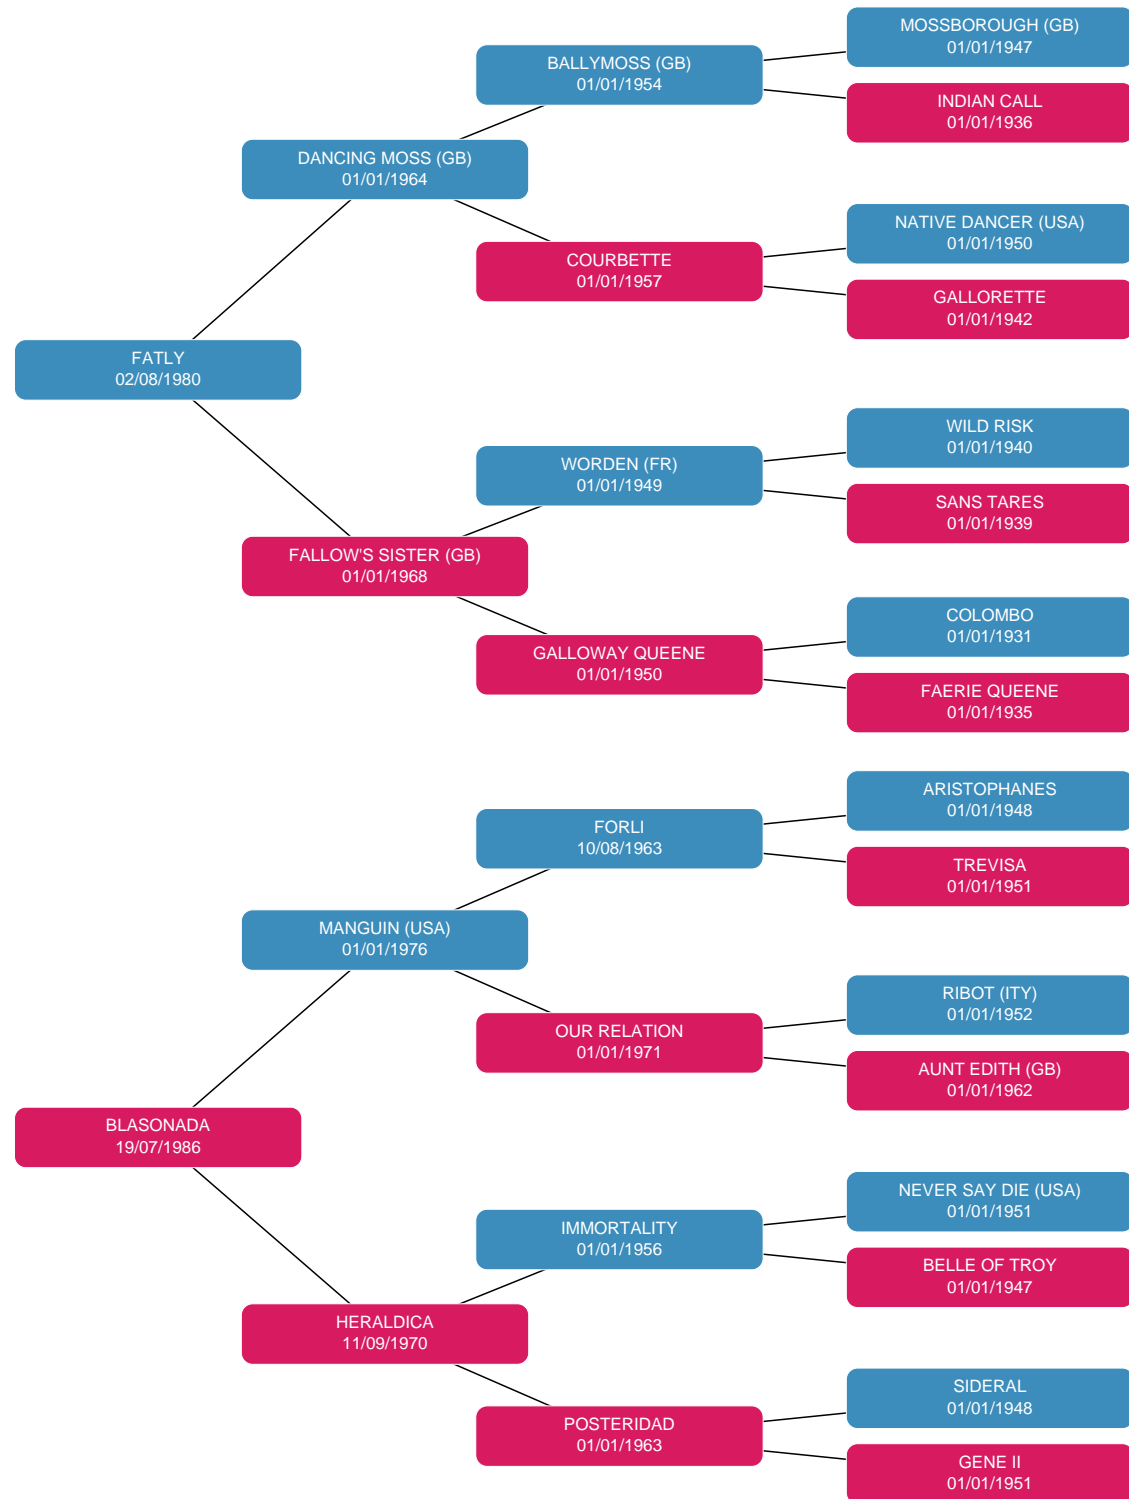 MOSSBOROUGH (GB)
01/01/1947
BALLYMOSS (GB)
01/01/1954
INDIAN CALL
01/01/1936
DANCING MOSS (GB)
01/01/1964
NATIVE DANCER (USA)
01/01/1950
COURBETTE
01/01/1957
GALLORETTE
01/01/1942
FATLY
02/08/1980
WILD RISK
01/01/1940
WORDEN (FR)
01/01/1949
SANS TARES
01/01/1939
FALLOW'S SISTER (GB)
01/01/1968
COLOMBO
01/01/1931
GALLOWAY QUEENE
01/01/1950
FAERIE QUEENE
01/01/1935
ARISTOPHANES
01/01/1948
FORLI
10/08/1963
TREVISA
01/01/1951
MANGUIN (USA)
01/01/1976
RIBOT (ITY)
01/01/1952
OUR RELATION
01/01/1971
AUNT EDITH (GB)
01/01/1962
BLASONADA
19/07/1986
NEVER SAY DIE (USA)
01/01/1951
IMMORTALITY
01/01/1956
BELLE OF TROY
01/01/1947
HERALDICA
11/09/1970
SIDERAL
01/01/1948
POSTERIDAD
01/01/1963
GENE II
01/01/1951